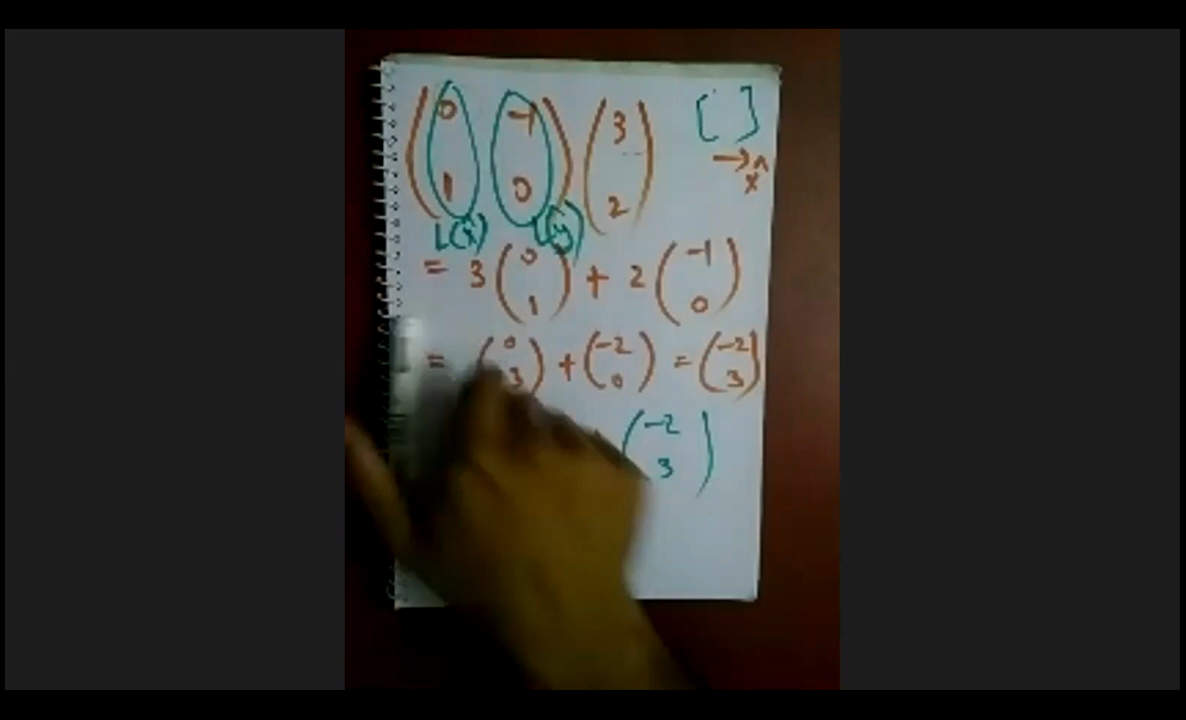 (0 -1) (3) [ ]
(1 0) (2) → x̂
L(x̂) L(ŷ)
= 3 (0) + 2 (-1)
(1) (0)
= (0) + (-2) = (-2)
(3) (0) (3)
(-2)
(3)